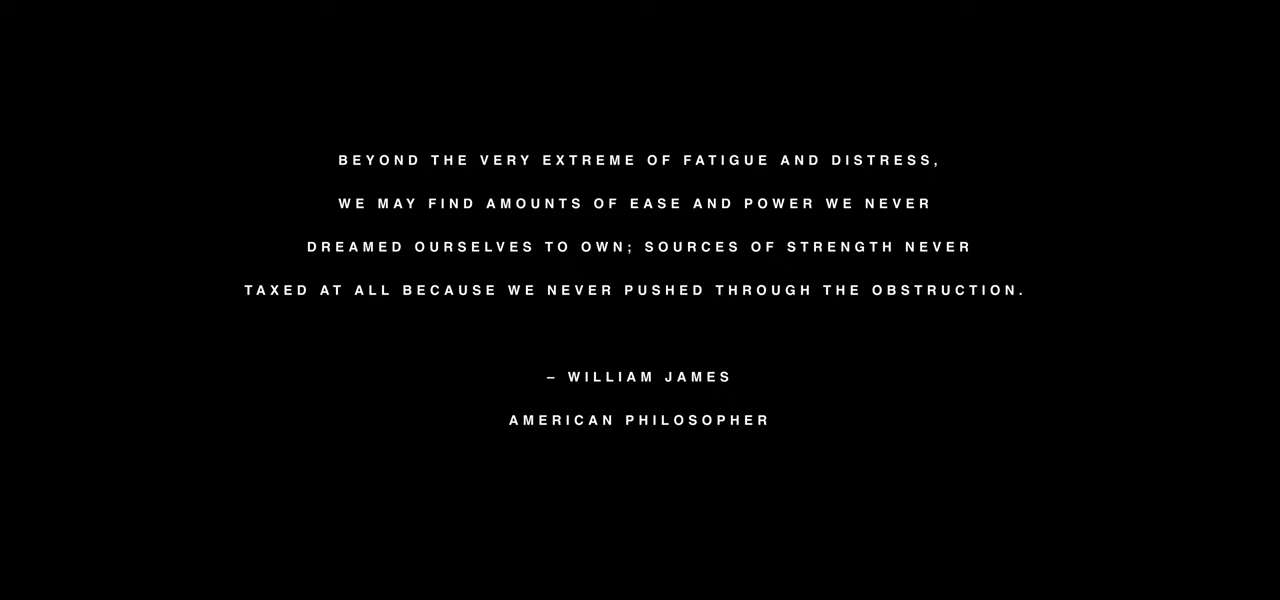 BEYOND THE VERY EXTREME OF FATIGUE AND DISTRESS,
WE MAY FIND AMOUNTS OF EASE AND POWER WE NEVER
DREAMED OURSELVES TO OWN; SOURCES OF STRENGTH NEVER
TAXED AT ALL BECAUSE WE NEVER PUSHED THROUGH THE OBSTRUCTION.
– WILLIAM JAMES
AMERICAN PHILOSOPHER